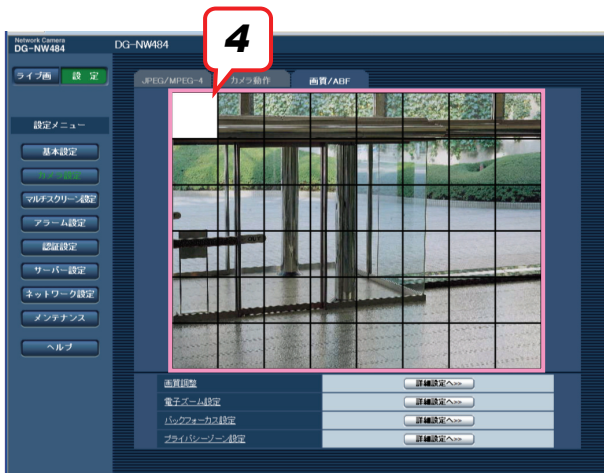 4
Network Camera
DG-NW484
DG-NW484
ライブ画
設 定
JPEG/MPEG-4
カメラ動作
画質/ABF
設定メニュー
基本設定
カメラ設定
マルチスクリーン設定
アラーム設定
認証設定
サーバー設定
ネットワーク設定
メンテナンス
ヘルプ
画質調整
詳細設定へ>>
電子ズーム設定
詳細設定へ>>
バックフォーカス設定
詳細設定へ>>
プライバシーゾーン設定
詳細設定へ>>